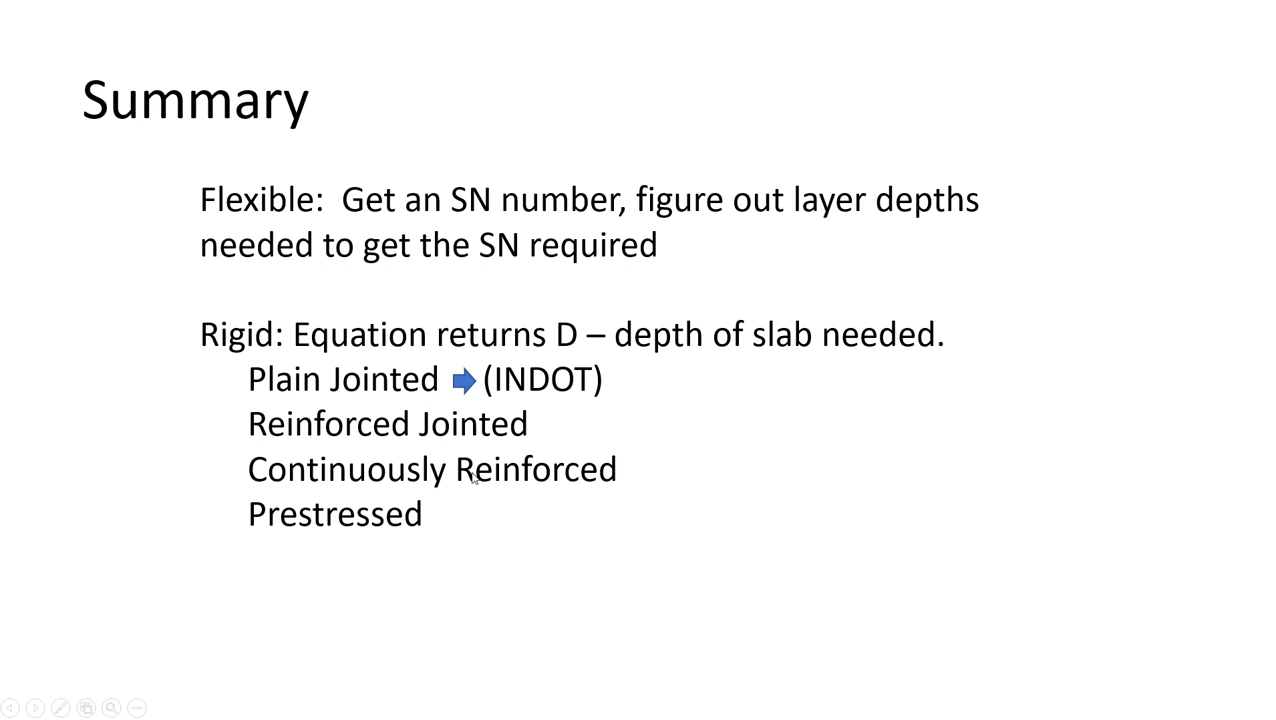 Summary
Flexible:  Get an SN number, figure out layer depths
needed to get the SN required
Rigid: Equation returns D – depth of slab needed.
Plain Jointed (INDOT)
Reinforced Jointed
Continuously Reinforced
Prestressed